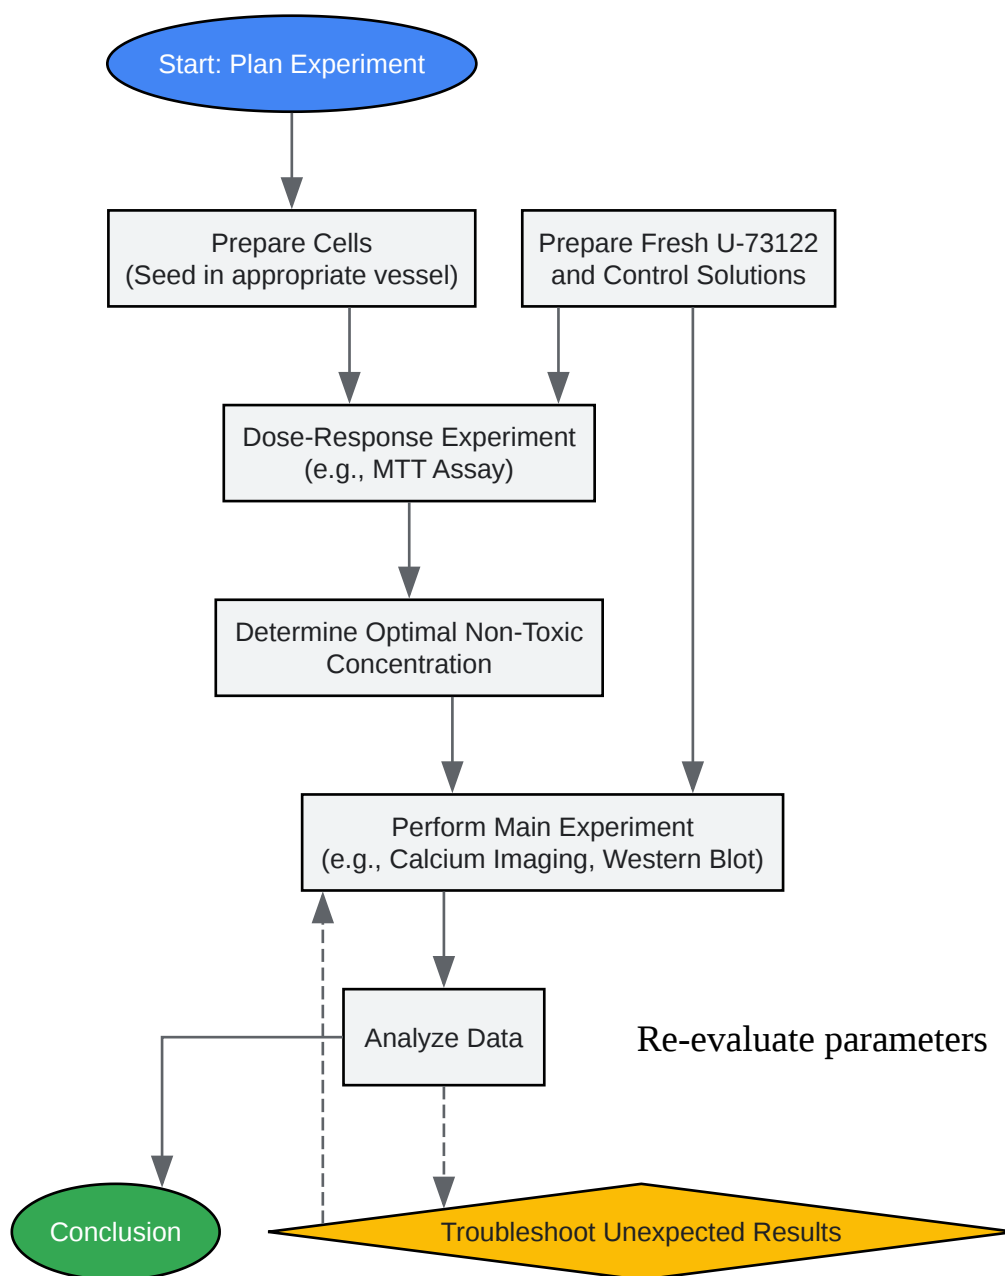 Start: Plan Experiment
Prepare Cells
(Seed in appropriate vessel)
Prepare Fresh U-73122
and Control Solutions
Dose-Response Experiment
(e.g., MTT Assay)
Determine Optimal Non-Toxic
Concentration
Perform Main Experiment
(e.g., Calcium Imaging, Western Blot)
Analyze Data
Re-evaluate parameters
Conclusion
Troubleshoot Unexpected Results